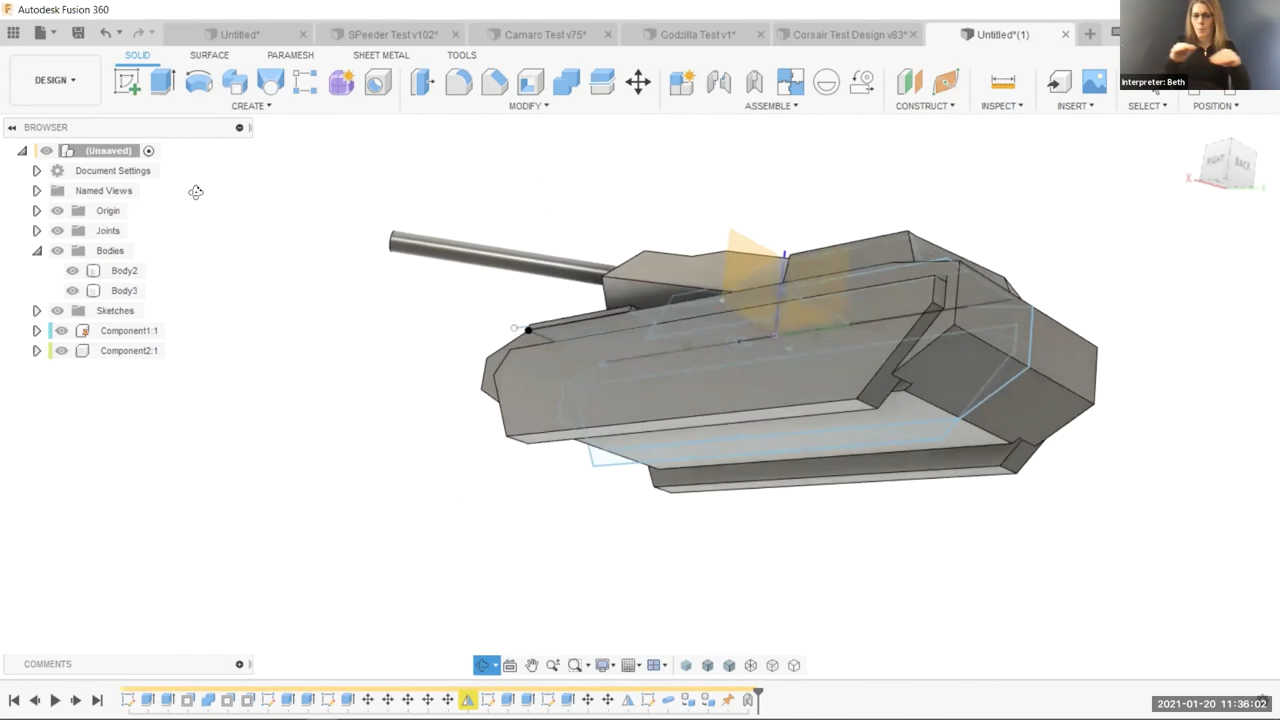 Autodesk Fusion 360
Untitled*
SPeeder Test v102*
Camaro Test v75*
Godzilla Test v1*
Corsair Test Design v83*
Untitled*(1)
SOLID
SURFACE
PARAMESH
SHEET METAL
TOOLS
DESIGN
CREATE
MODIFY
ASSEMBLE
CONSTRUCT
INSPECT
INSERT
SELECT
POSITION
Interpreter: Beth
BROWSER
(Unsaved)
Document Settings
Named Views
Origin
Joints
Bodies
Body2
Body3
Sketches
Component1:1
Component2:1
RIGHT
BACK
X
COMMENTS
2021-01-20 11:36:02